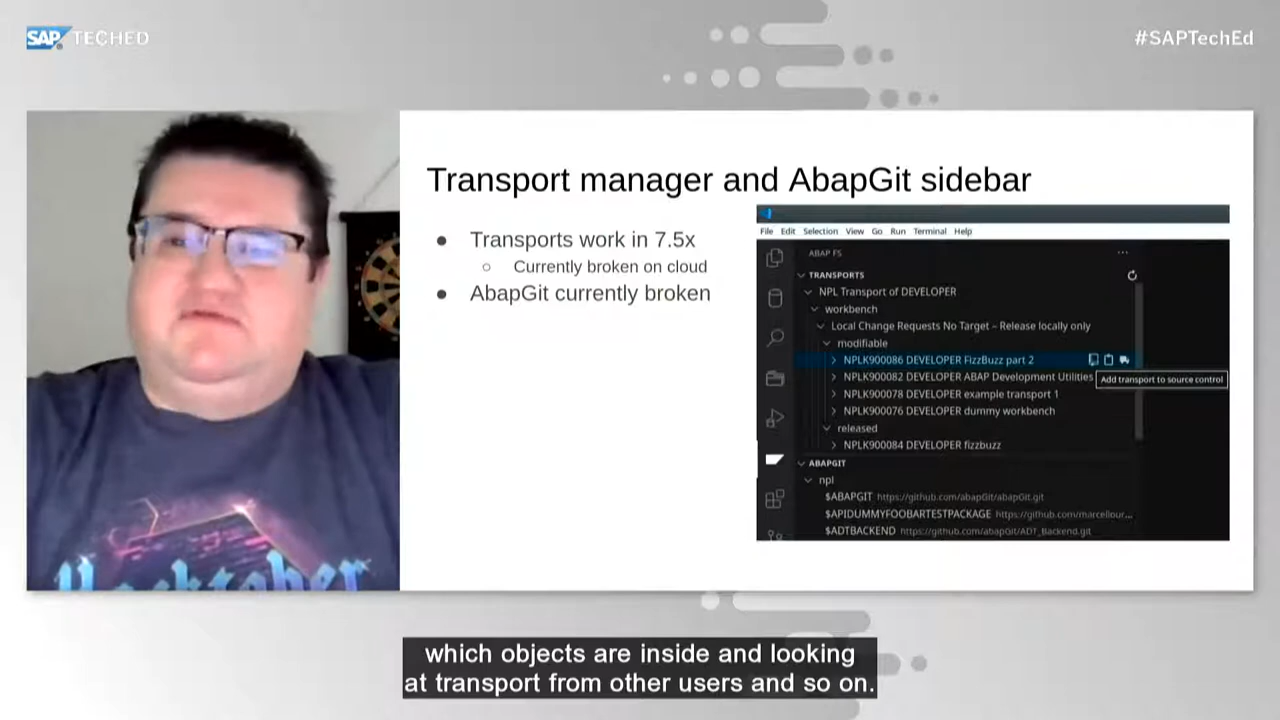 SAP TECHED
#SAPTechEd
Transport manager and AbapGit sidebar
● Transports work in 7.5x
○ Currently broken on cloud
● AbapGit currently broken
File Edit Selection View Go Run Terminal Help
ABAP FS
TRANSPORTS
NPL Transport of DEVELOPER
workbench
Local Change Requests No Target – Release locally only
modifiable
NPLK900086 DEVELOPER FizzBuzz part 2
NPLK900082 DEVELOPER ABAP Development Utilities
Add transport to source control
NPLK900078 DEVELOPER example transport 1
NPLK900076 DEVELOPER dummy workbench
released
NPLK900084 DEVELOPER fizzbuzz
ABAPGIT
npl
$ABAPGIT https://github.com/abapGit/abapGit.git
$APIDUMMYFOOBARTESTPACKAGE https://github.com/marcellour...
$ADTBACKEND https://github.com/abapGit/ADT_Backend.git
Hacktober
which objects are inside and looking
at transport from other users and so on.